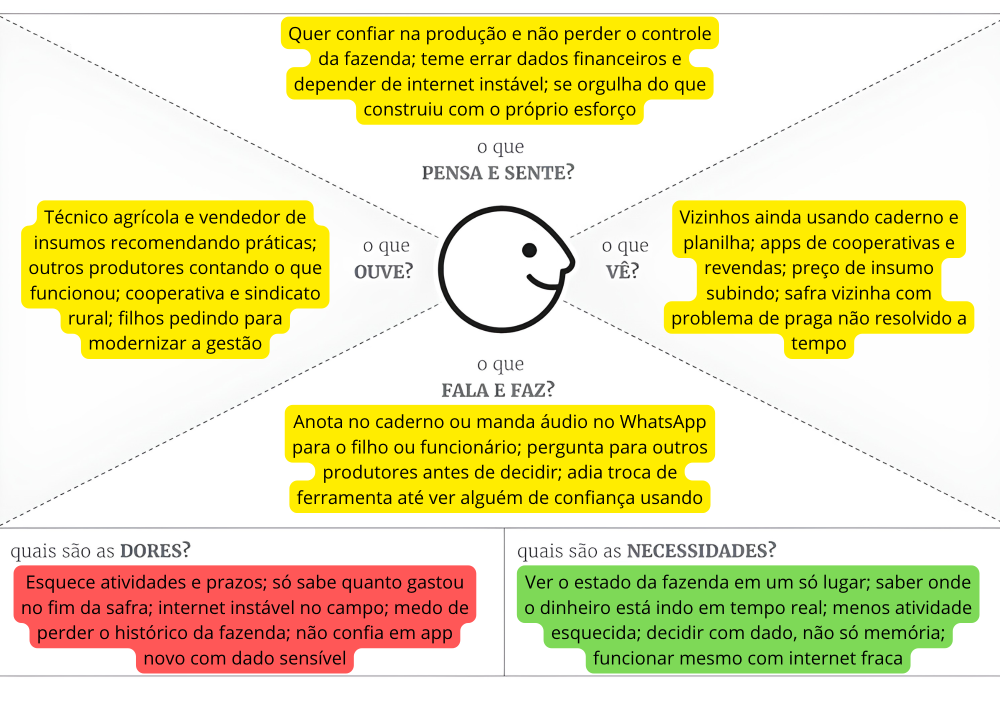 Quer confiar na produção e não perder o controle
da fazenda; teme errar dados financeiros e
depender de internet instável; se orgulha do que
construiu com o próprio esforço
o que
PENSA E SENTE?
Técnico agrícola e vendedor de
insumos recomendando práticas;
outros produtores contando o que
funcionou; cooperativa e sindicato
rural; filhos pedindo para
modernizar a gestão
o que
OUVE?
o que
VÊ?
Vizinhos ainda usando caderno e
planilha; apps de cooperativas e
revendas; preço de insumo
subindo; safra vizinha com
problema de praga não resolvido a
tempo
o que
FALA E FAZ?
Anota no caderno ou manda áudio no WhatsApp
para o filho ou funcionário; pergunta para outros
produtores antes de decidir; adia troca de
ferramenta até ver alguém de confiança usando
quais são as DORES?
Esquece atividades e prazos; só sabe quanto gastou
no fim da safra; internet instável no campo; medo de
perder o histórico da fazenda; não confia em app
novo com dado sensível
quais são as NECESSIDADES?
Ver o estado da fazenda em um só lugar; saber onde
o dinheiro está indo em tempo real; menos atividade
esquecida; decidir com dado, não só memória;
funcionar mesmo com internet fraca